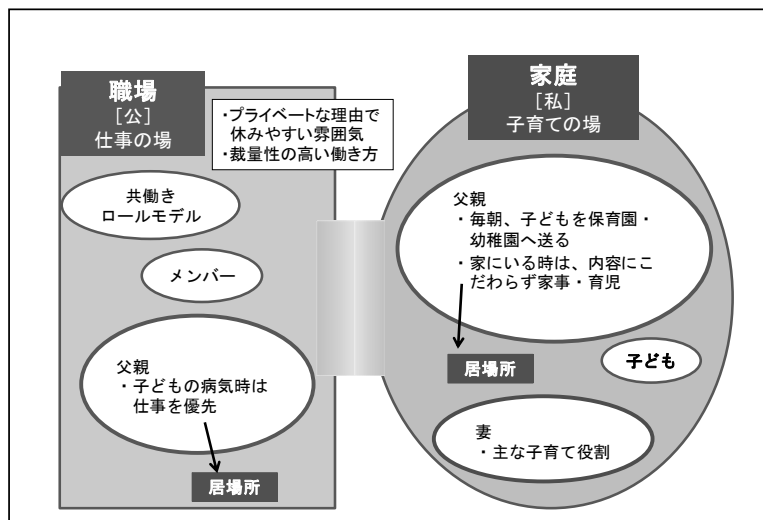 職場
[公]
仕事の場
・プライベートな理由で
休みやすい雰囲気
・裁量性の高い働き方
共働き
ロールモデル
メンバー
父親
・子どもの病気時は
仕事を優先
居場所
家庭
[私]
子育ての場
父親
・毎朝、子どもを保育園・
幼稚園へ送る
・家にいる時は、内容にこ
だわらず家事・育児
居場所
子ども
妻
・主な子育て役割